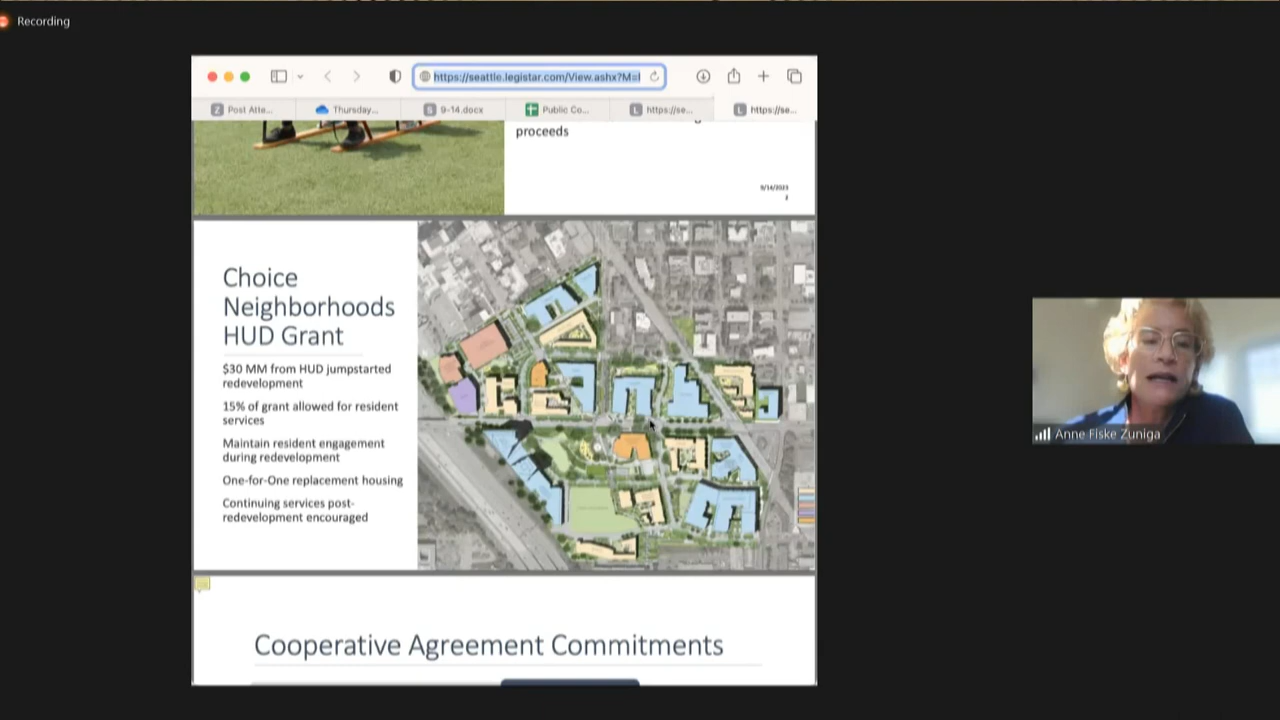 Recording
https://seattle.legistar.com/View.ashx?M=
Post Atte...
Thursday...
9-14.docx
Public Co...
https://se...
https://se...
proceeds
9/14/2023
Choice
Neighborhoods
HUD Grant
$30 MM from HUD jumpstarted
redevelopment
15% of grant allowed for resident
services
Maintain resident engagement
during redevelopment
One-for-One replacement housing
Continuing services post-
redevelopment encouraged
Anne Fiske Zuniga
Cooperative Agreement Commitments